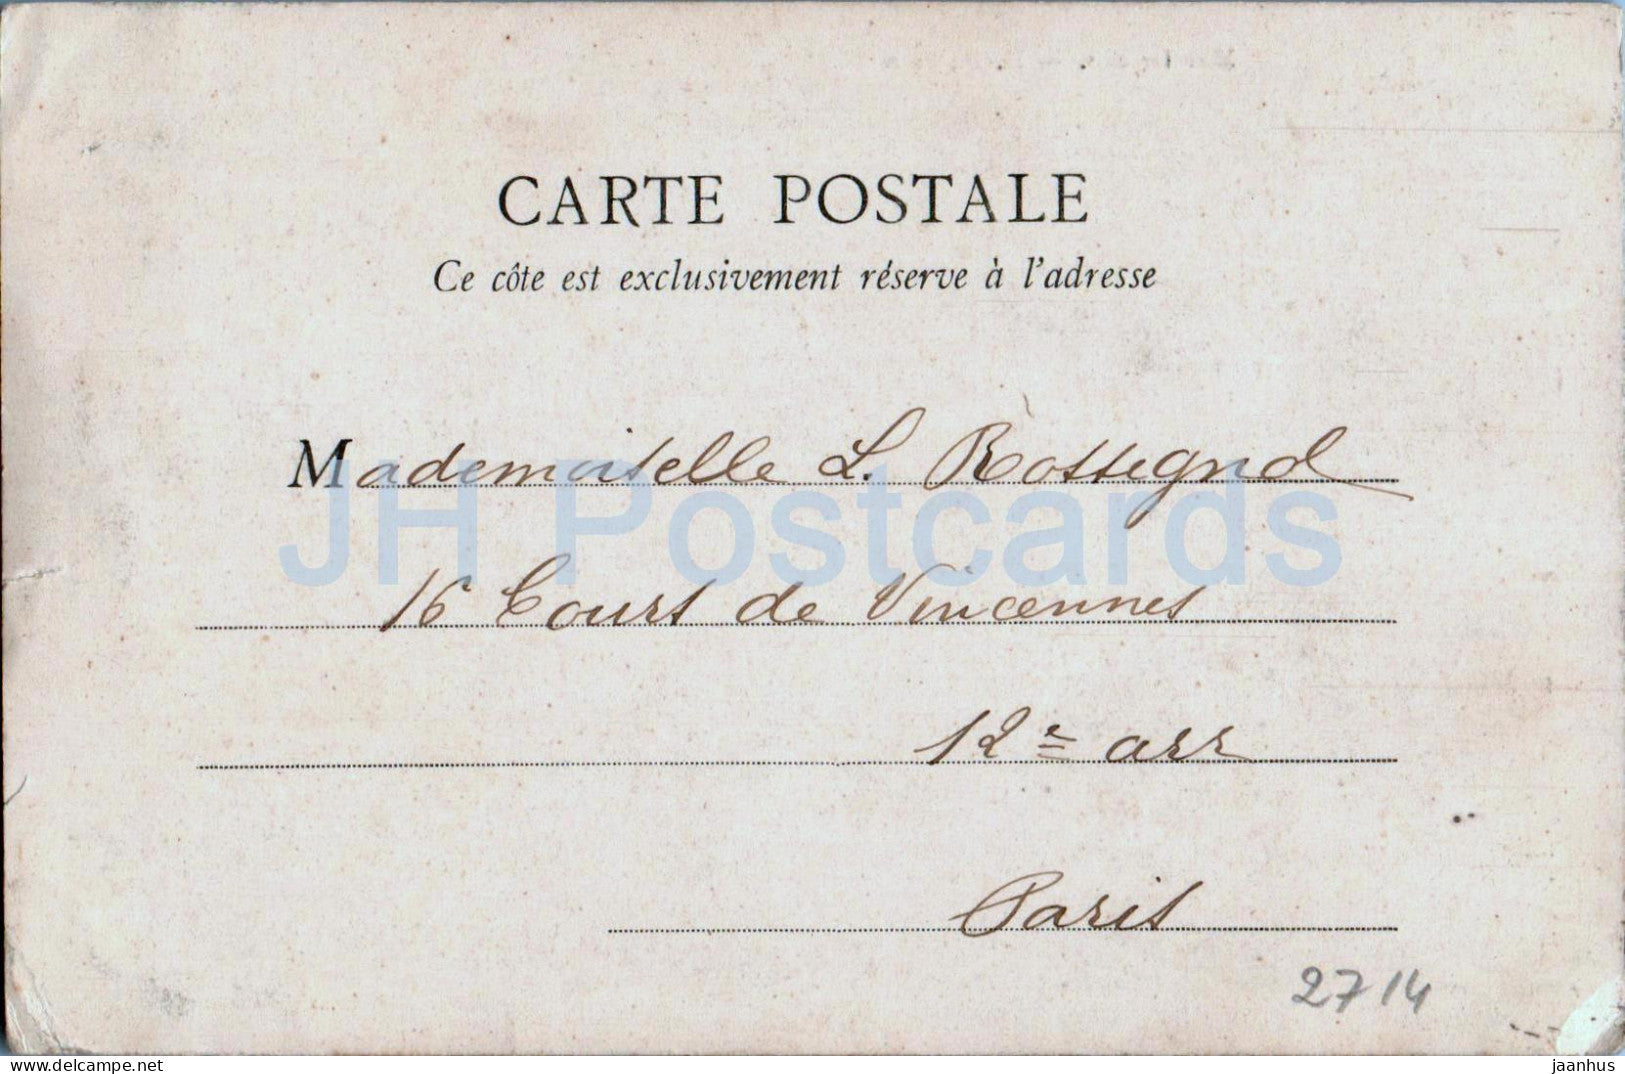 CARTE POSTALE
Ce côte est exclusivement réserve à l'adresse
Mademoiselle L. Rossignol
JH Postcards
16 Cours de Vincennes
12e arr
Paris
2714
jaanhus